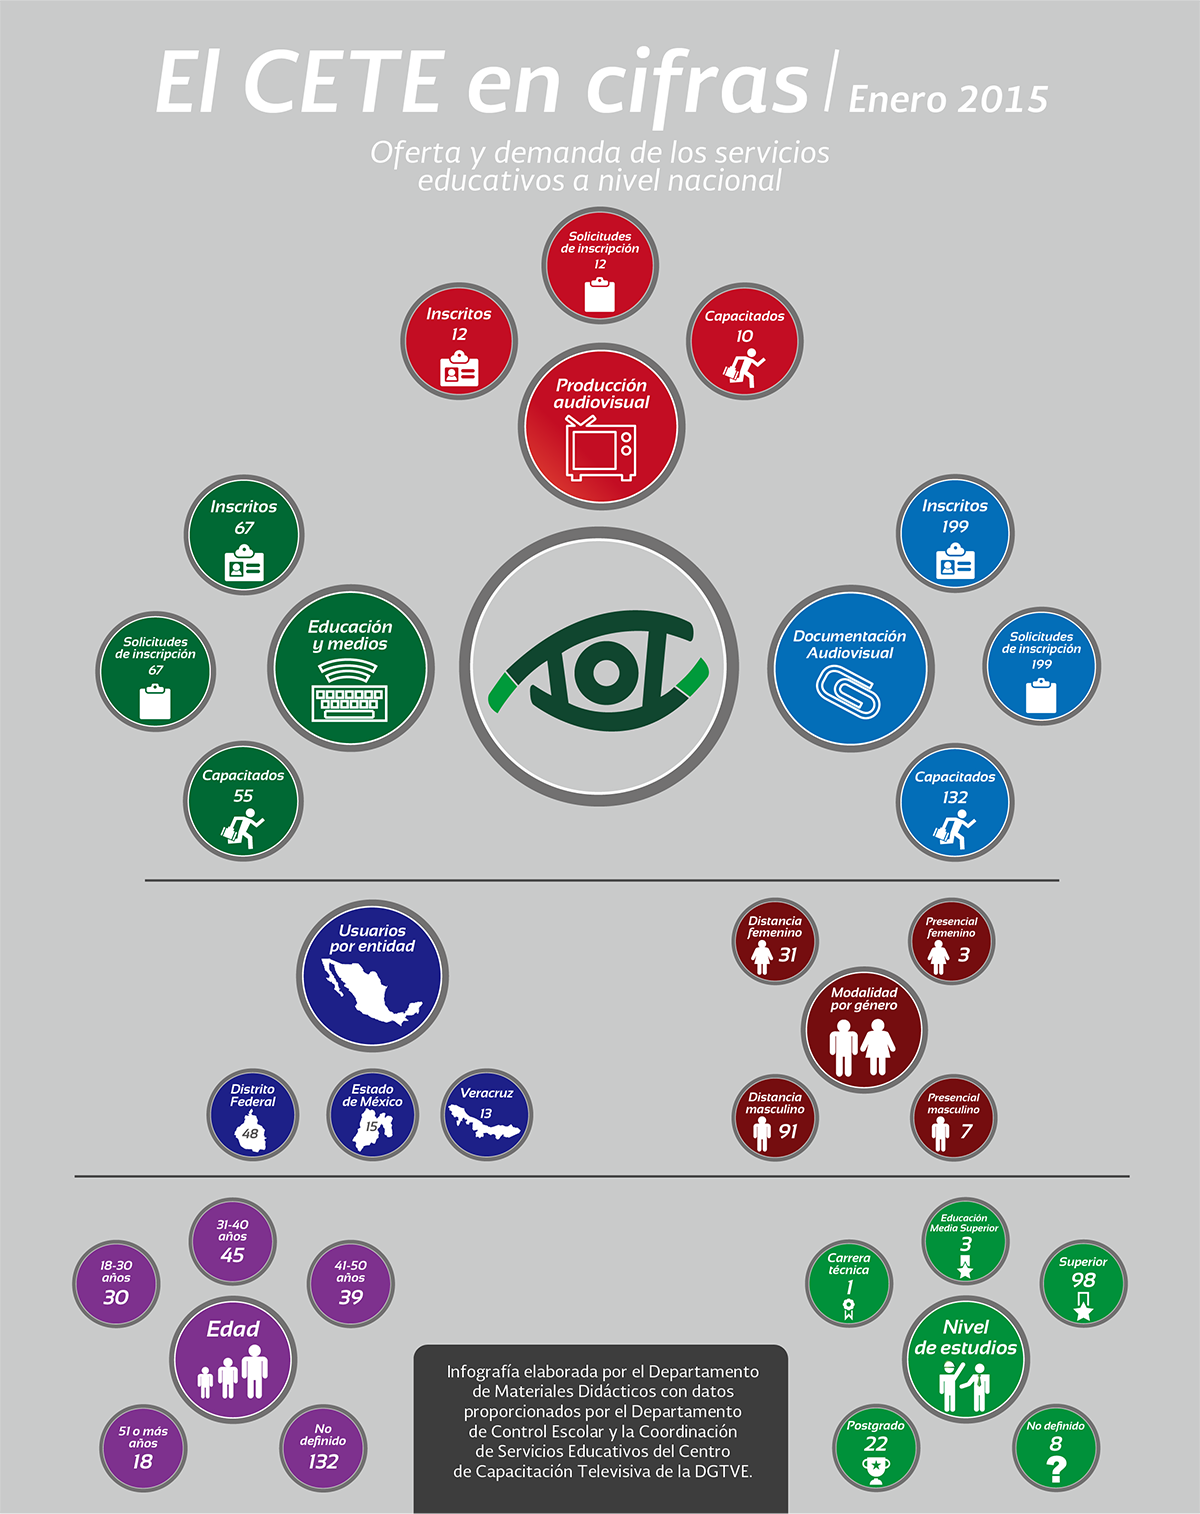 El CETE en cifras / Enero 2015
Oferta y demanda de los servicios
educativos a nivel nacional
Solicitudes
de inscripción
12
Inscritos
12
Capacitados
10
Producción
audiovisual
Inscritos
67
Solicitudes
de inscripción
67
Capacitados
55
Educación
y medios
Documentación
Audiovisual
Inscritos
199
Solicitudes
de inscripción
199
Capacitados
132
Usuarios
por entidad
Distrito
Federal
48
Estado
de México
15
Veracruz
13
Distancia
femenino
31
Presencial
femenino
3
Modalidad
por género
Distancia
masculino
91
Presencial
masculino
7
18-30
años
30
31-40
años
45
41-50
años
39
Edad
51 o más
años
18
No
definido
132
Carrera
técnica
1
Educación
Media Superior
3
Superior
98
Nivel
de estudios
Postgrado
22
No definido
8
?
Infografía elaborada por el Departamento
de Materiales Didácticos con datos
proporcionados por el Departamento
de Control Escolar y la Coordinación
de Servicios Educativos del Centro
de Capacitación Televisiva de la DGTVE.